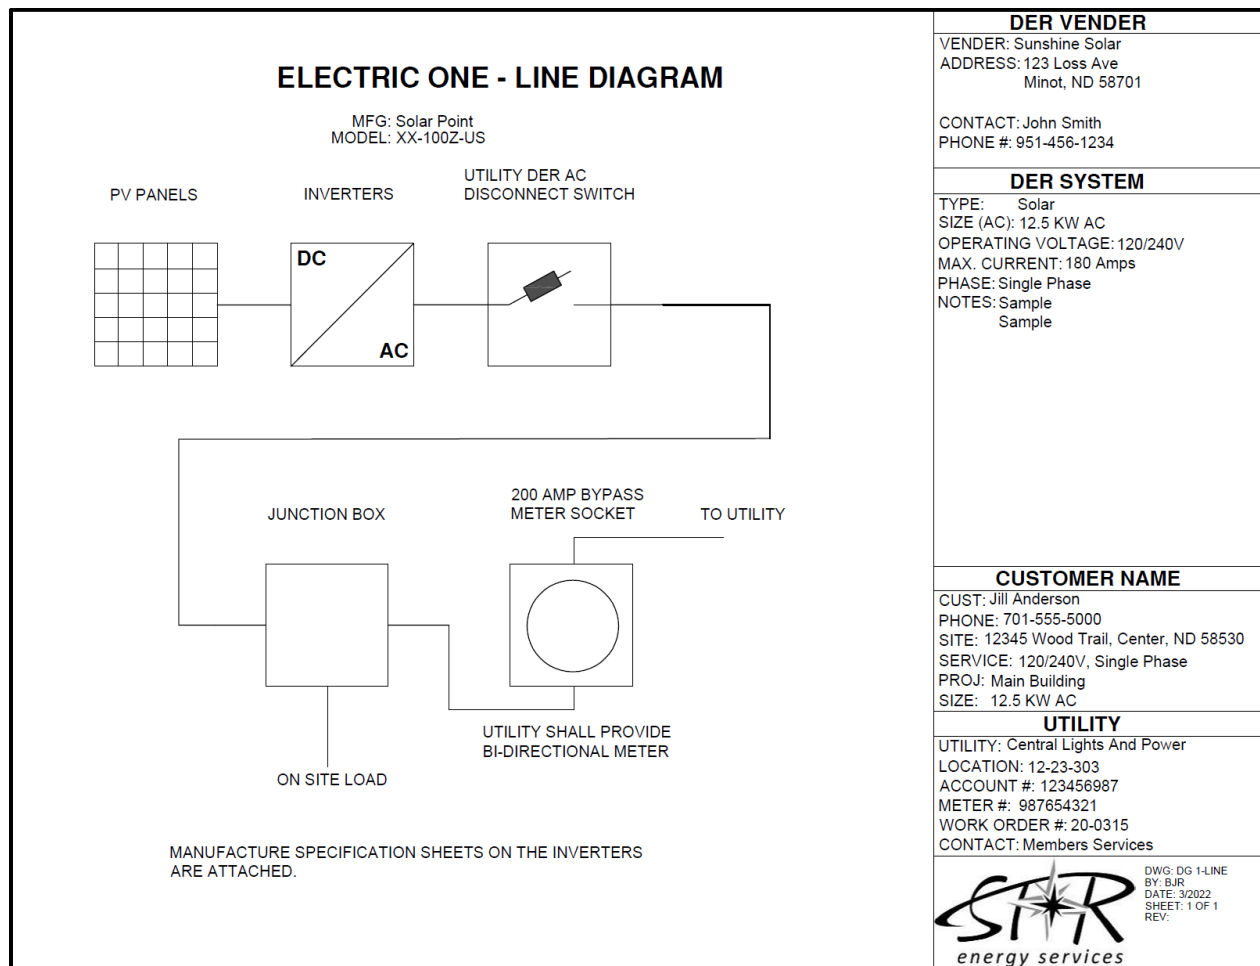 ELECTRIC ONE - LINE DIAGRAM
MFG: Solar Point
MODEL: XX-100Z-US
PV PANELS
INVERTERS
UTILITY DER AC
DISCONNECT SWITCH
DC
AC
JUNCTION BOX
200 AMP BYPASS
METER SOCKET
TO UTILITY
UTILITY SHALL PROVIDE
BI-DIRECTIONAL METER
ON SITE LOAD
MANUFACTURE SPECIFICATION SHEETS ON THE INVERTERS
ARE ATTACHED.
DER VENDER
VENDER: Sunshine Solar
ADDRESS: 123 Loss Ave
Minot, ND 58701
CONTACT: John Smith
PHONE #: 951-456-1234
DER SYSTEM
TYPE: Solar
SIZE (AC): 12.5 KW AC
OPERATING VOLTAGE: 120/240V
MAX. CURRENT: 180 Amps
PHASE: Single Phase
NOTES: Sample
Sample
CUSTOMER NAME
CUST: Jill Anderson
PHONE: 701-555-5000
SITE: 12345 Wood Trail, Center, ND 58530
SERVICE: 120/240V, Single Phase
PROJ: Main Building
SIZE: 12.5 KW AC
UTILITY
UTILITY: Central Lights And Power
LOCATION: 12-23-303
ACCOUNT #: 123456987
METER #: 987654321
WORK ORDER #: 20-0315
CONTACT: Members Services
STAR
energy services
DWG: DG 1-LINE
BY: BJR
DATE: 3/2022
SHEET: 1 OF 1
REV: